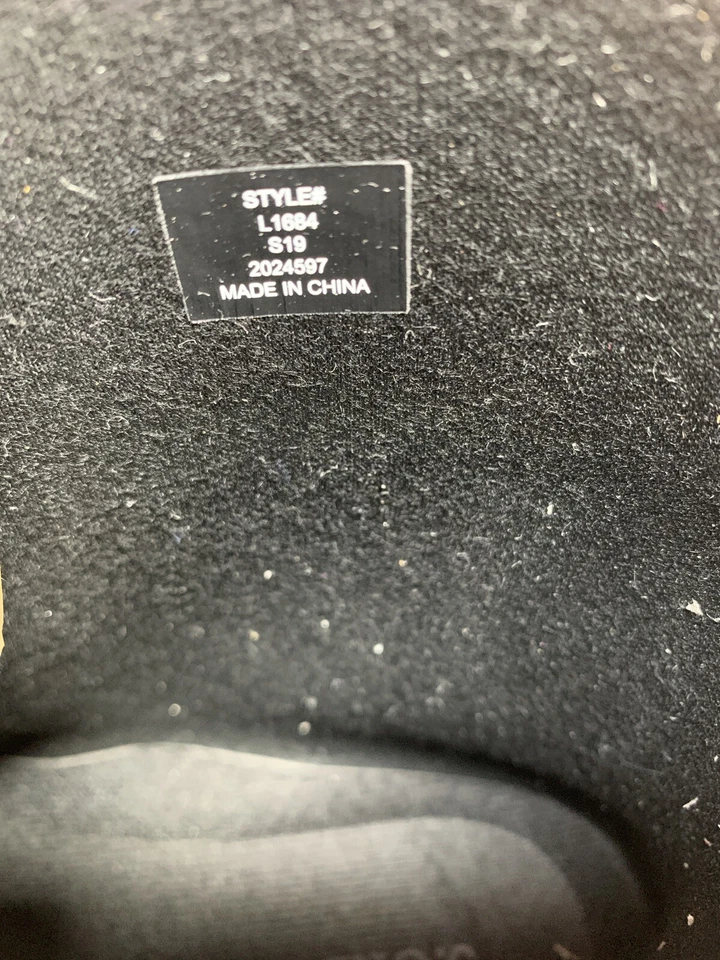 STYLE#
L1684
S19
2024597
MADE IN CHINA